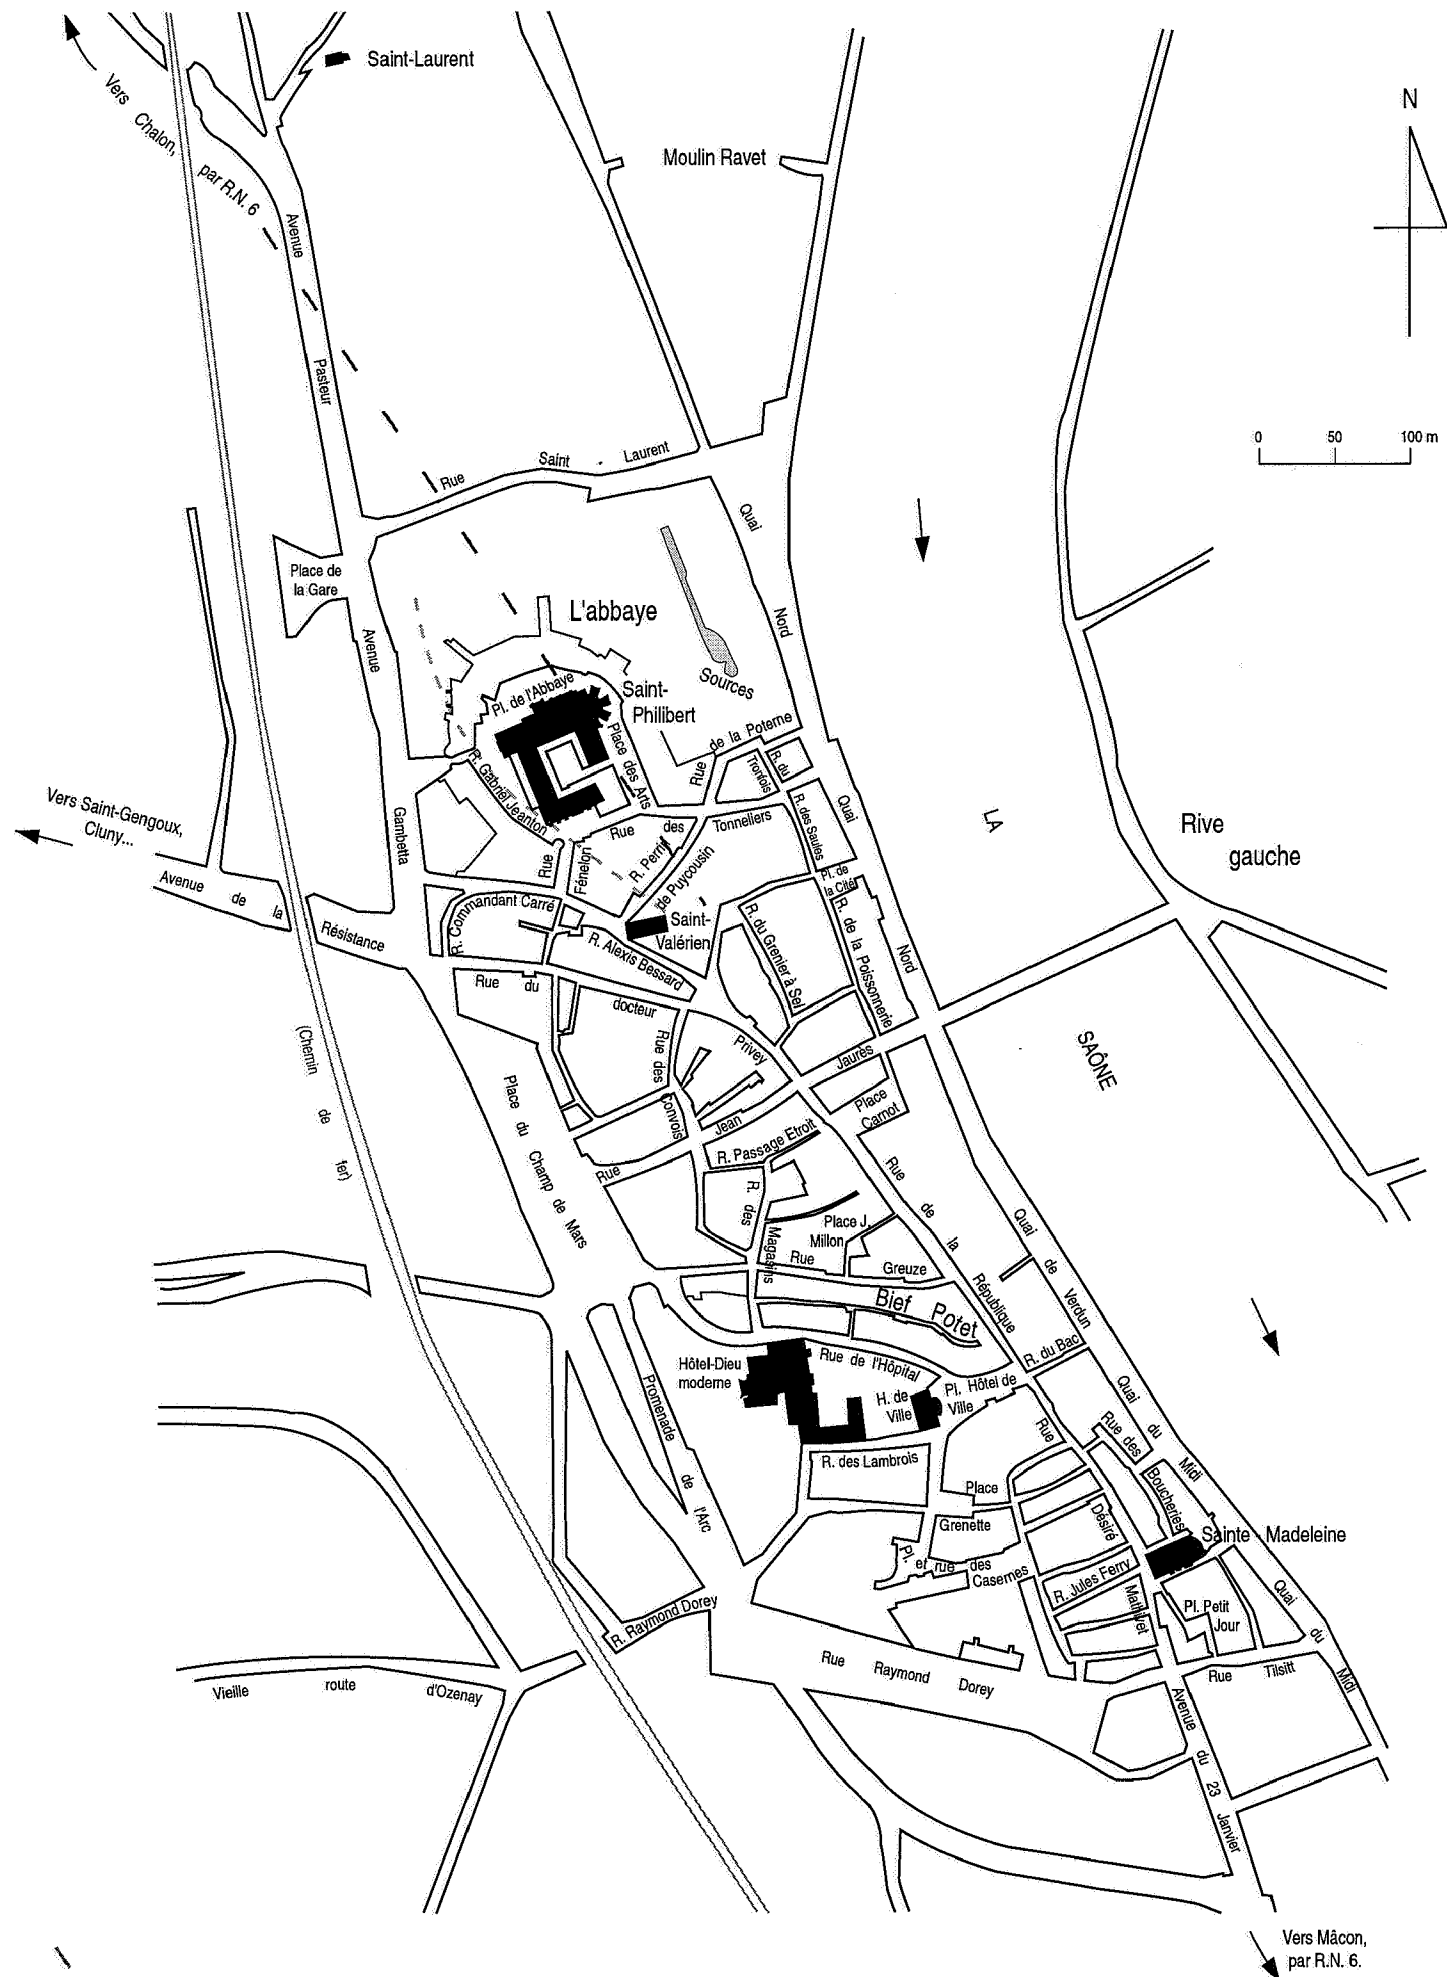 Saint-Laurent
N
Vers Chalon,
par R.N. 6
Moulin Ravet
Avenue
Pasteur
0 50 100 m
Rue Saint Laurent
Quai
Nord
Place de
la Gare
L'abbaye
Avenue
Gambetta
Sources
Pl. de l'Abbaye
Saint-
Philibert
Place des Arts
Rue de la Poterne
R. du
Tronfois
R. Gabriel Jeanton
Vers Saint-Gengoux,
Cluny...
Rue des Tonneliers
R. des Saules
Quai
Nord
LA
SAÔNE
Rive
gauche
Rue Fénelon
R. Perrin
de Puycousin
Pl. de
la Cité
Avenue de la Résistance
R. Commandant Carré
Saint-
Valérien
R. Alexis Bessard
R. du Grenier à Sel
R. de la Poissonnerie
Rue du docteur Privey
(Chemin de fer)
Rue des Convois
Place du Champ de Mars
Rue Jean Jaurès
Place
Carnot
R. Passage Etroit
R. des Magasins
Rue de la République
Place J.
Millon
Rue Greuze
Quai de Verdun
Bief Potet
R. du Bac
Hôtel-Dieu
moderne
Rue de l'Hôpital
H. de
Ville
Pl. Hôtel de
Ville
Promenade de l'Arc
Quai du Midi
Rue des Boucheries
Rue Désiré Mathivet
R. des Lambrois
Place
Grenette
Sainte - Madeleine
Pl. et rue des
Casernes
R. Jules Ferry
Pl. Petit
Jour
Quai du Midi
R. Raymond Dorey
Rue Raymond Dorey
Rue Tilsitt
Vieille route d'Ozenay
Avenue du 23 Janvier
Vers Mâcon,
par R.N. 6.